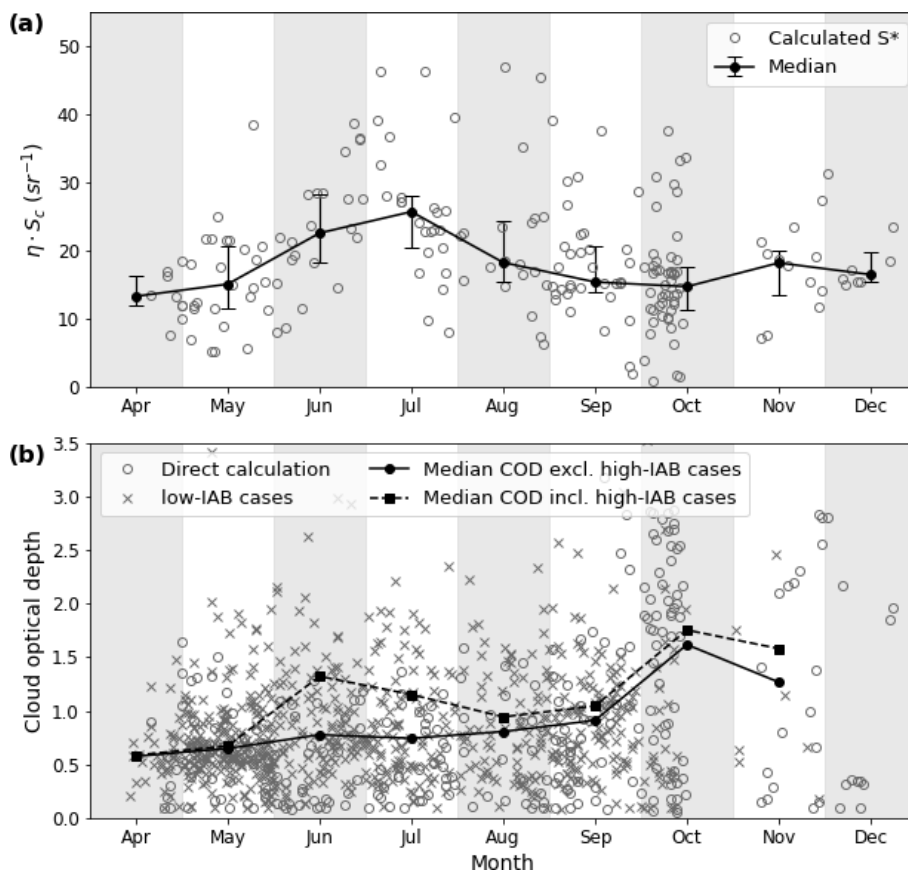 (a)
Calculated S*
Median
η · S_c (sr⁻¹)
50
40
30
20
10
0
Apr May Jun Jul Aug Sep Oct Nov Dec
(b)
Direct calculation
low-IAB cases
Median COD excl. high-IAB cases
Median COD incl. high-IAB cases
Cloud optical depth
3.5
3.0
2.5
2.0
1.5
1.0
0.5
0.0
Apr May Jun Jul Aug Sep Oct Nov Dec
Month